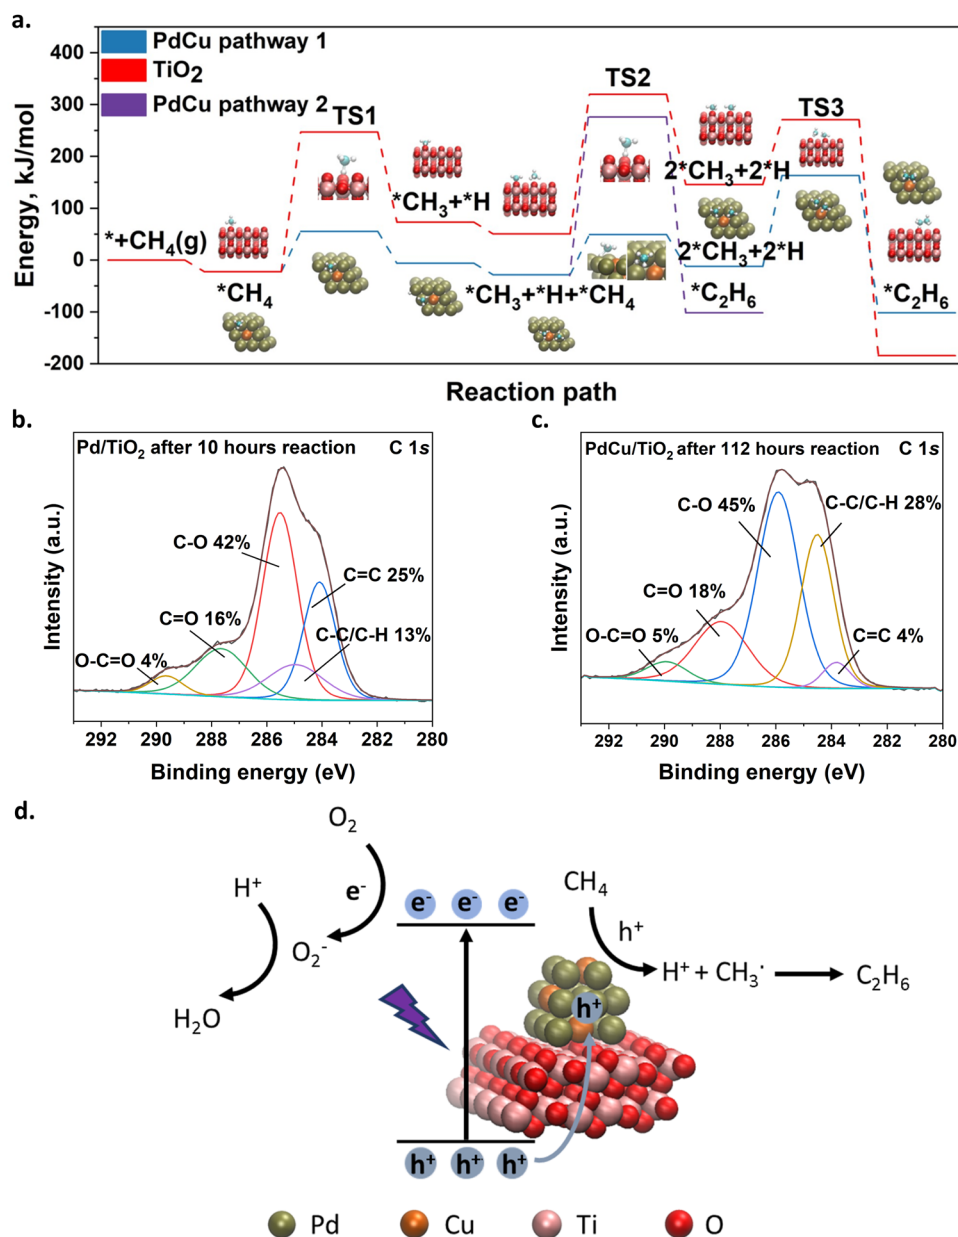 a.
PdCu pathway 1
TiO₂
PdCu pathway 2
Energy, kJ/mol
400
300
200
100
0
-100
-200
*+CH₄(g)
*CH₄
TS1
*CH₃+*H
*CH₃+*H+*CH₄
TS2
2*CH₃+2*H
2*CH₃+2*H
*C₂H₆
TS3
*C₂H₆
Reaction path
b.
Pd/TiO₂ after 10 hours reaction
C 1s
Intensity (a.u.)
C-O 42%
C=C 25%
C=O 16%
C-C/C-H 13%
O-C=O 4%
292 290 288 286 284 282 280
Binding energy (eV)
c.
PdCu/TiO₂ after 112 hours reaction
C 1s
Intensity (a.u.)
C-O 45%
C-C/C-H 28%
C=O 18%
O-C=O 5%
C=C 4%
292 290 288 286 284 282 280
Binding energy (eV)
d.
O₂
H⁺
e⁻
O₂⁻
H₂O
e⁻ e⁻ e⁻
CH₄
h⁺
H⁺ + CH₃·
C₂H₆
h⁺
h⁺ h⁺ h⁺
Pd Cu Ti O